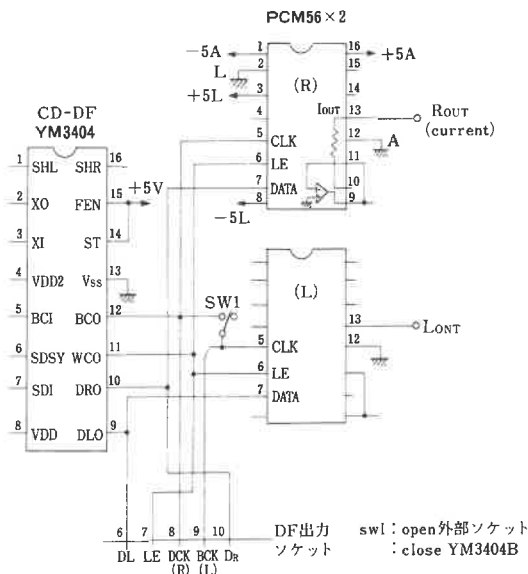 PCM56×2
-5A
1
16
+5A
L
2
15
(R)
+5L
3
14
4
IOUT
13
ROUT
(current)
5
CLK
12
A
6
LE
11
7
DATA
10
-5L
8
9
CD-DF
YM3404
1
SHL
SHR
16
2
XO
FEN
15
+5V
3
XI
ST
14
4
VDD2
Vss
13
5
BCI
BCO
12
6
SDSY
WCO
11
7
SDI
DRO
10
8
VDD
DLO
9
SW1
(L)
13
LONT
5
CLK
12
6
LE
7
DATA
6 7 8 9 10
DL LE DCK BCK DR
(R) (L)
DF出力
ソケット
swl:open外部ソケット
:close YM3404B